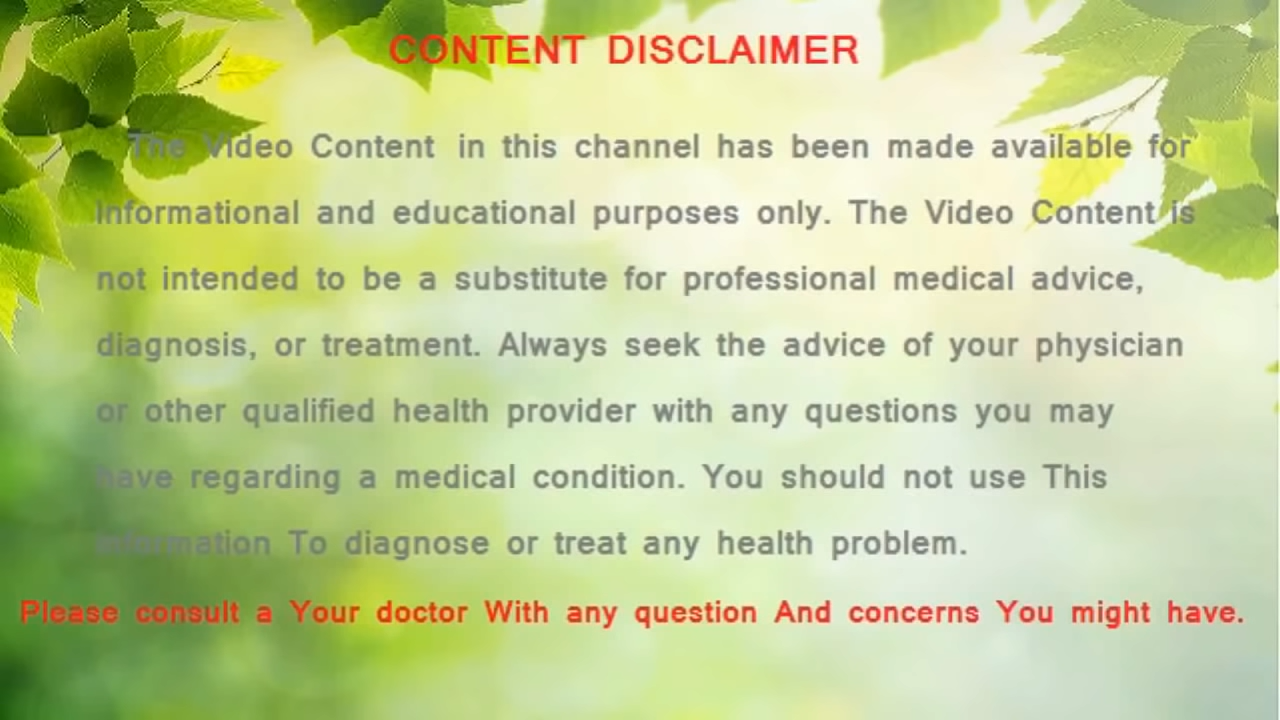 CONTENT DISCLAIMER
The Video Content in this channel has been made available for
Informational and educational purposes only. The Video Content is
not intended to be a substitute for professional medical advice,
diagnosis, or treatment. Always seek the advice of your physician
or other qualified health provider with any questions you may
have regarding a medical condition. You should not use This
information To diagnose or treat any health problem.
Please consult a Your doctor With any question And concerns You might have.